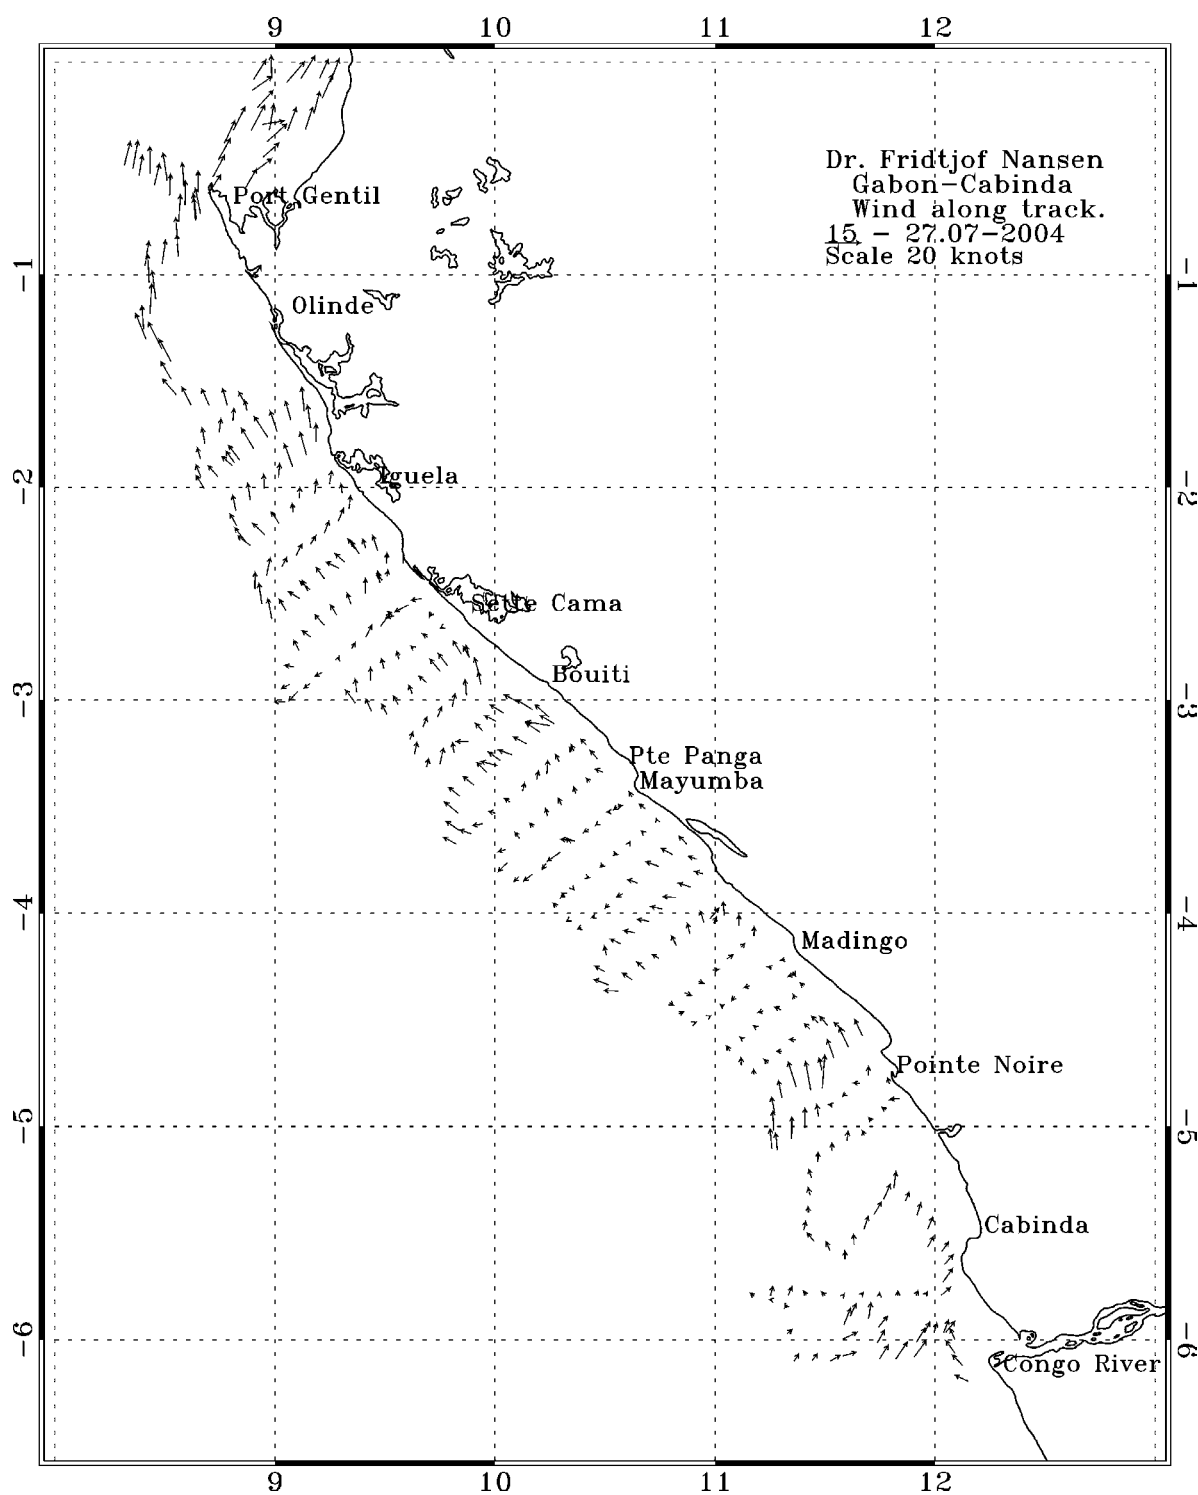 9 10 11 12
Dr. Fridtjof Nansen
Gabon-Cabinda
Wind along track.
15 - 27.07-2004
Scale 20 knots
Port Gentil
-1 -1
Olinde
Iguela
-2 -2
Sette Cama
Bouiti
-3 -3
Pte Panga
Mayumba
-4 -4
Madingo
Pointe Noire
-5 -5
Cabinda
-6 -6
Congo River
9 10 11 12